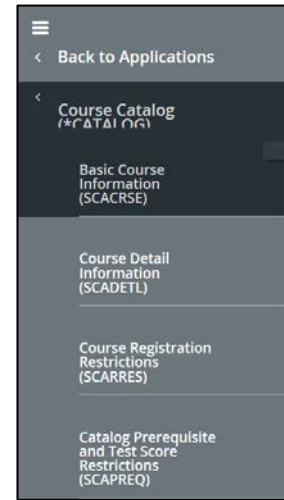 < Back to Applications
< Course Catalog
(*CATALOG)
Basic Course
Information
(SCACRSE)
Course Detail
Information
(SCADETL)
Course Registration
Restrictions
(SCARRES)
Catalog Prerequisite
and Test Score
Restrictions
(SCAPREQ)